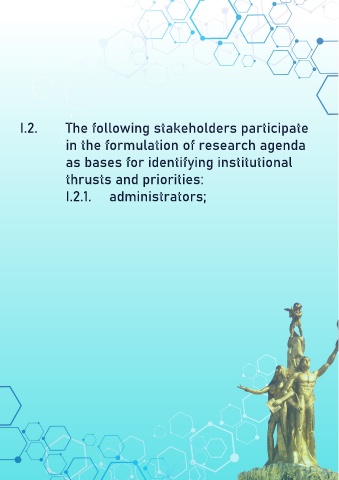 I.2. The following stakeholders participate
in the formulation of research agenda
as bases for identifying institutional
thrusts and priorities:
I.2.1. administrators;